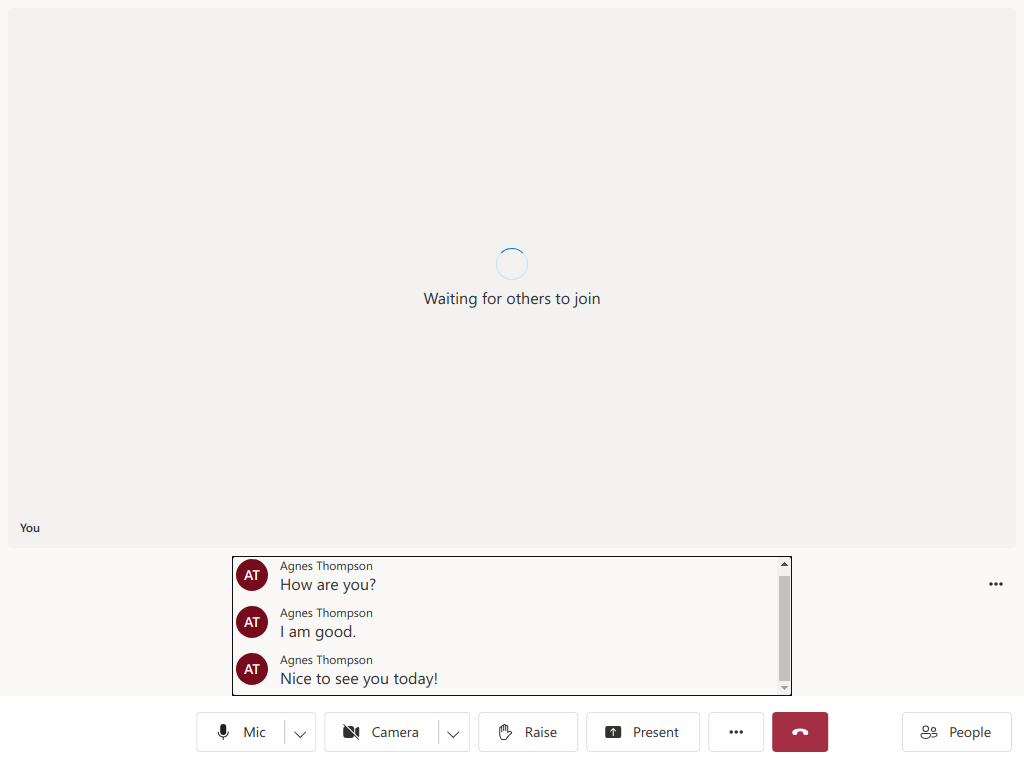 Waiting for others to join
You
AT
Agnes Thompson
How are you?
AT
Agnes Thompson
I am good.
AT
Agnes Thompson
Nice to see you today!
Mic
Camera
Raise
Present
People